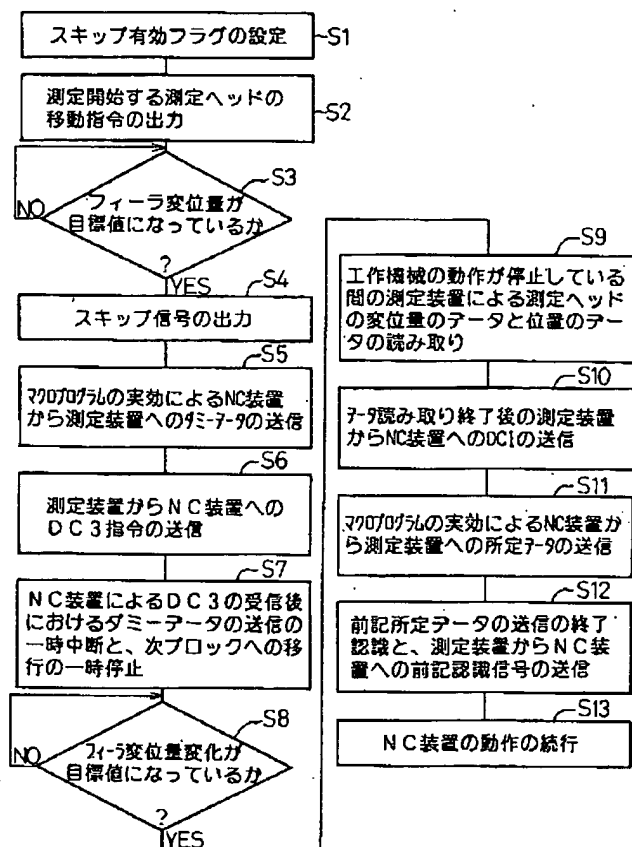 スキップ有効フラグの設定
S1
測定開始する測定ヘッドの
移動指令の出力
S2
S3
フィーラ変位量が
目標値になっているか
?
NO
YES
S4
スキップ信号の出力
S5
マクロプログラムの実効によるNC装置
から測定装置へのダミーデータの送信
S6
測定装置からNC装置への
DC3指令の送信
S7
NC装置によるDC3の受信後
におけるダミーデータの送信の
一時中断と、次ブロックへの移
行の一時停止
S8
フィーラ変位量変化が
目標値になっているか
?
NO
YES
S9
工作機械の動作が停止している
間の測定装置による測定ヘッド
の変位量のデータと位置のデー
タの読み取り
S10
データ読み取り終了後の測定装置
からNC装置へのDC1の送信
S11
マクロプログラムの実効によるNC装置か
ら測定装置への所定データの送信
S12
前記所定データの送信の終了
認識と、測定装置からNC装
置への前記認識信号の送信
S13
NC装置の動作の続行